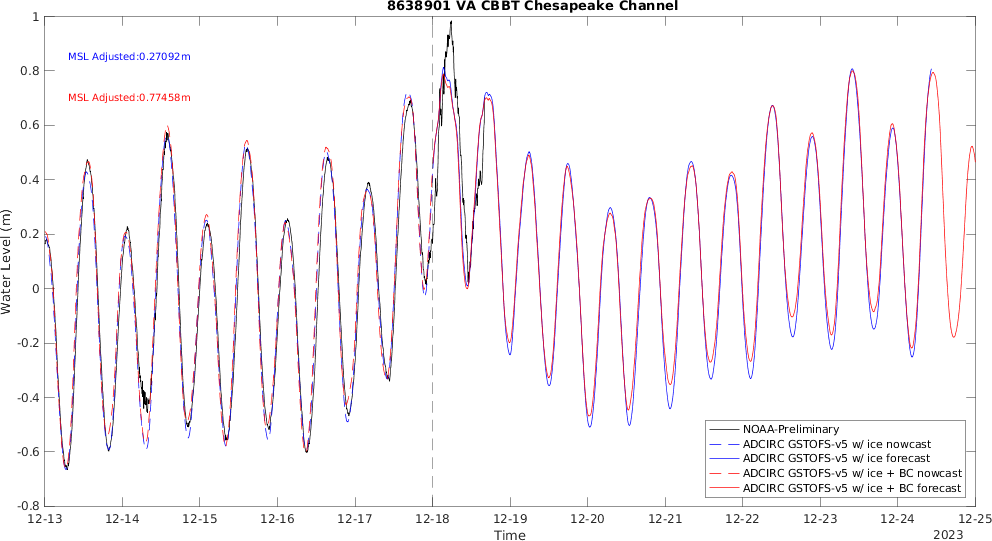 8638901 VA CBBT Chesapeake Channel
MSL Adjusted:0.27092m
MSL Adjusted:0.77458m
Water Level (m)
1
0.8
0.6
0.4
0.2
0
-0.2
-0.4
-0.6
-0.8
NOAA-Preliminary
ADCIRC GSTOFS-v5 w/ ice nowcast
ADCIRC GSTOFS-v5 w/ ice forecast
ADCIRC GSTOFS-v5 w/ ice + BC nowcast
ADCIRC GSTOFS-v5 w/ ice + BC forecast
12-13 12-14 12-15 12-16 12-17 12-18 12-19 12-20 12-21 12-22 12-23 12-24 12-25
Time
2023